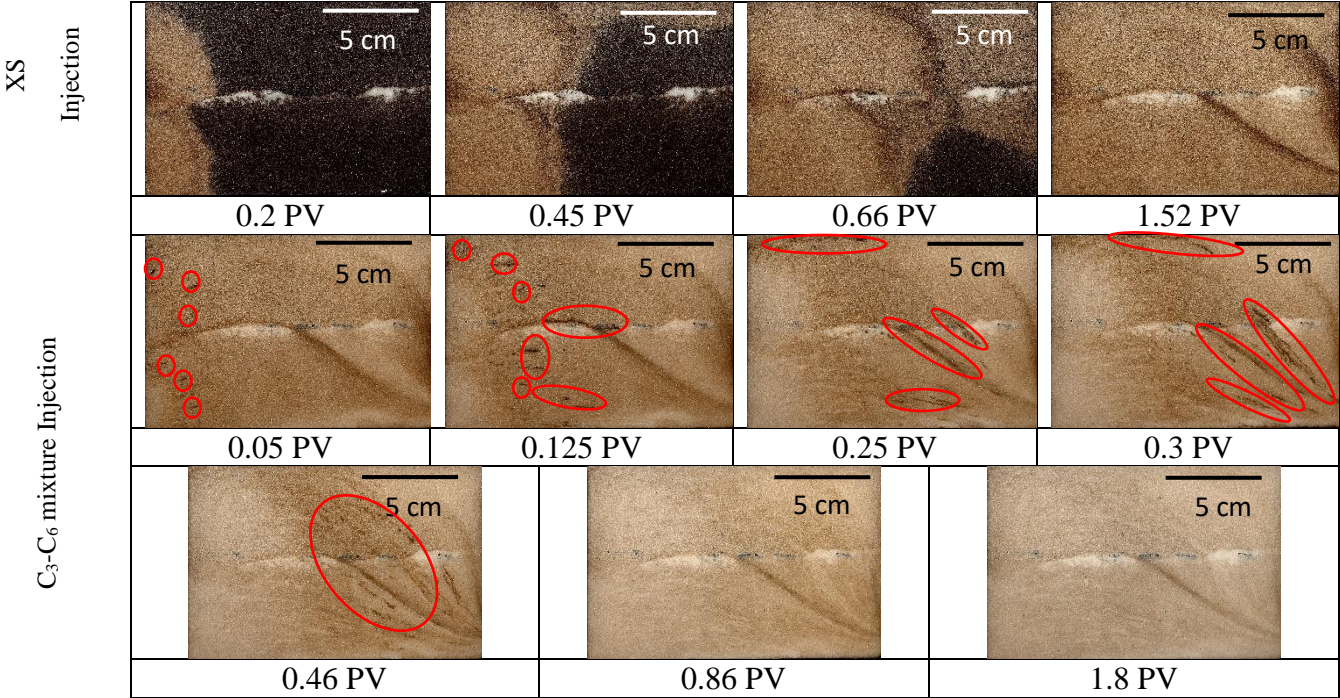 XS
Injection
5 cm
5 cm
5 cm
5 cm
0.2 PV
0.45 PV
0.66 PV
1.52 PV
C₃-C₆ mixture Injection
5 cm
5 cm
5 cm
5 cm
0.05 PV
0.125 PV
0.25 PV
0.3 PV
5 cm
5 cm
5 cm
0.46 PV
0.86 PV
1.8 PV